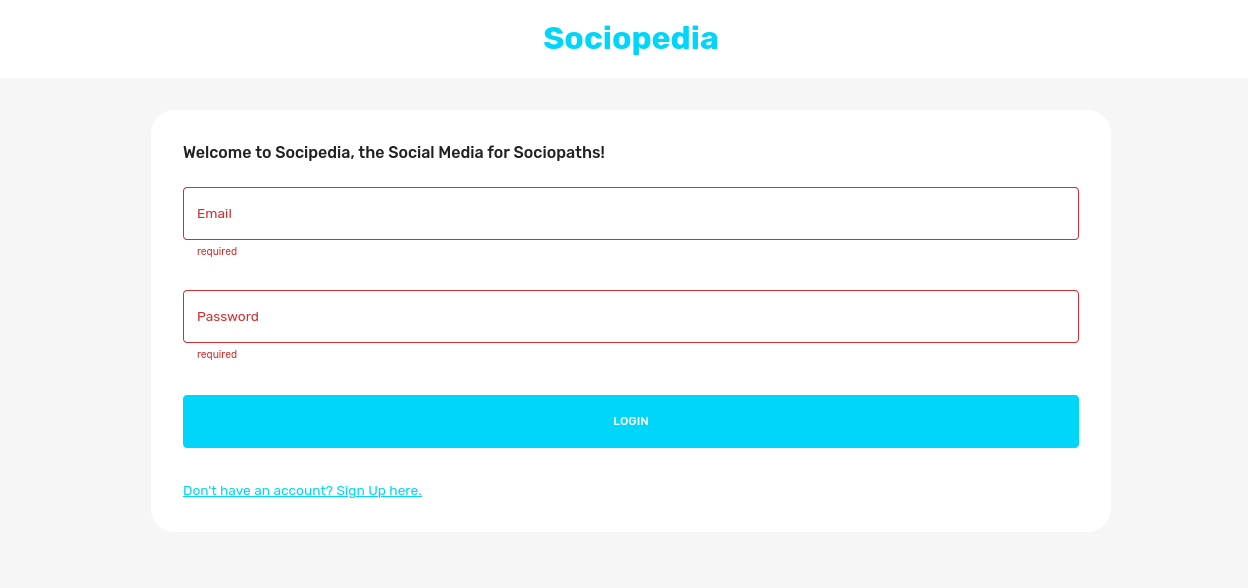 Sociopedia
Welcome to Socipedia, the Social Media for Sociopaths!
Email
required
Password
required
LOGIN
Don't have an account? Sign Up here.